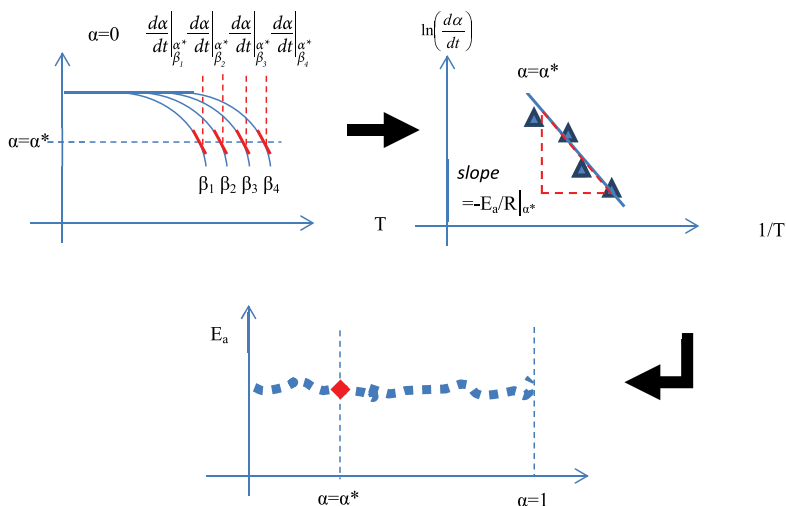 α=0
dα/dt|α*β₁ dα/dt|α*β₂ dα/dt|α*β₃ dα/dt|α*β₄
α=α*
β₁ β₂ β₃ β₄
T
ln(dα/dt)
α=α*
slope
=-Eₐ/R|α*
1/T
Eₐ
α=α*
α=1